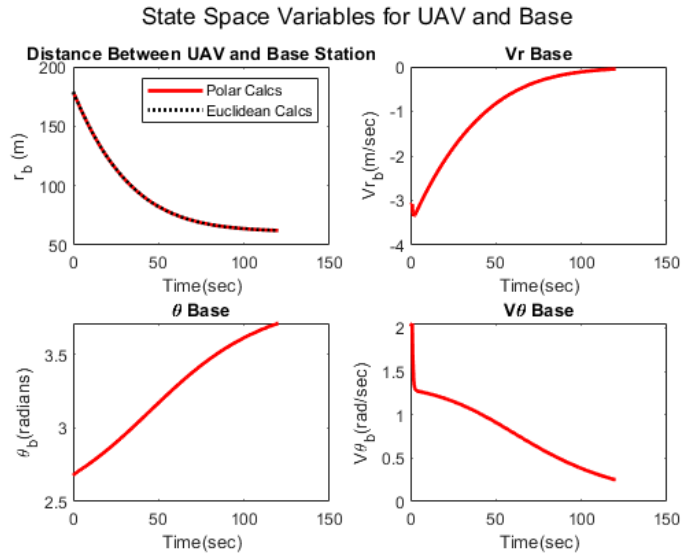 State Space Variables for UAV and Base
Distance Between UAV and Base Station
200
150
100
50
r_b (m)
0
50
100
150
Time(sec)
Polar Calcs
Euclidean Calcs
Vr Base
0
-1
-2
-3
-4
Vr_b(m/sec)
0
50
100
150
Time(sec)
θ Base
3.5
3
2.5
θ_b(radians)
0
50
100
150
Time(sec)
Vθ Base
2
1.5
1
0.5
0
Vθ_b(rad/sec)
0
50
100
150
Time(sec)